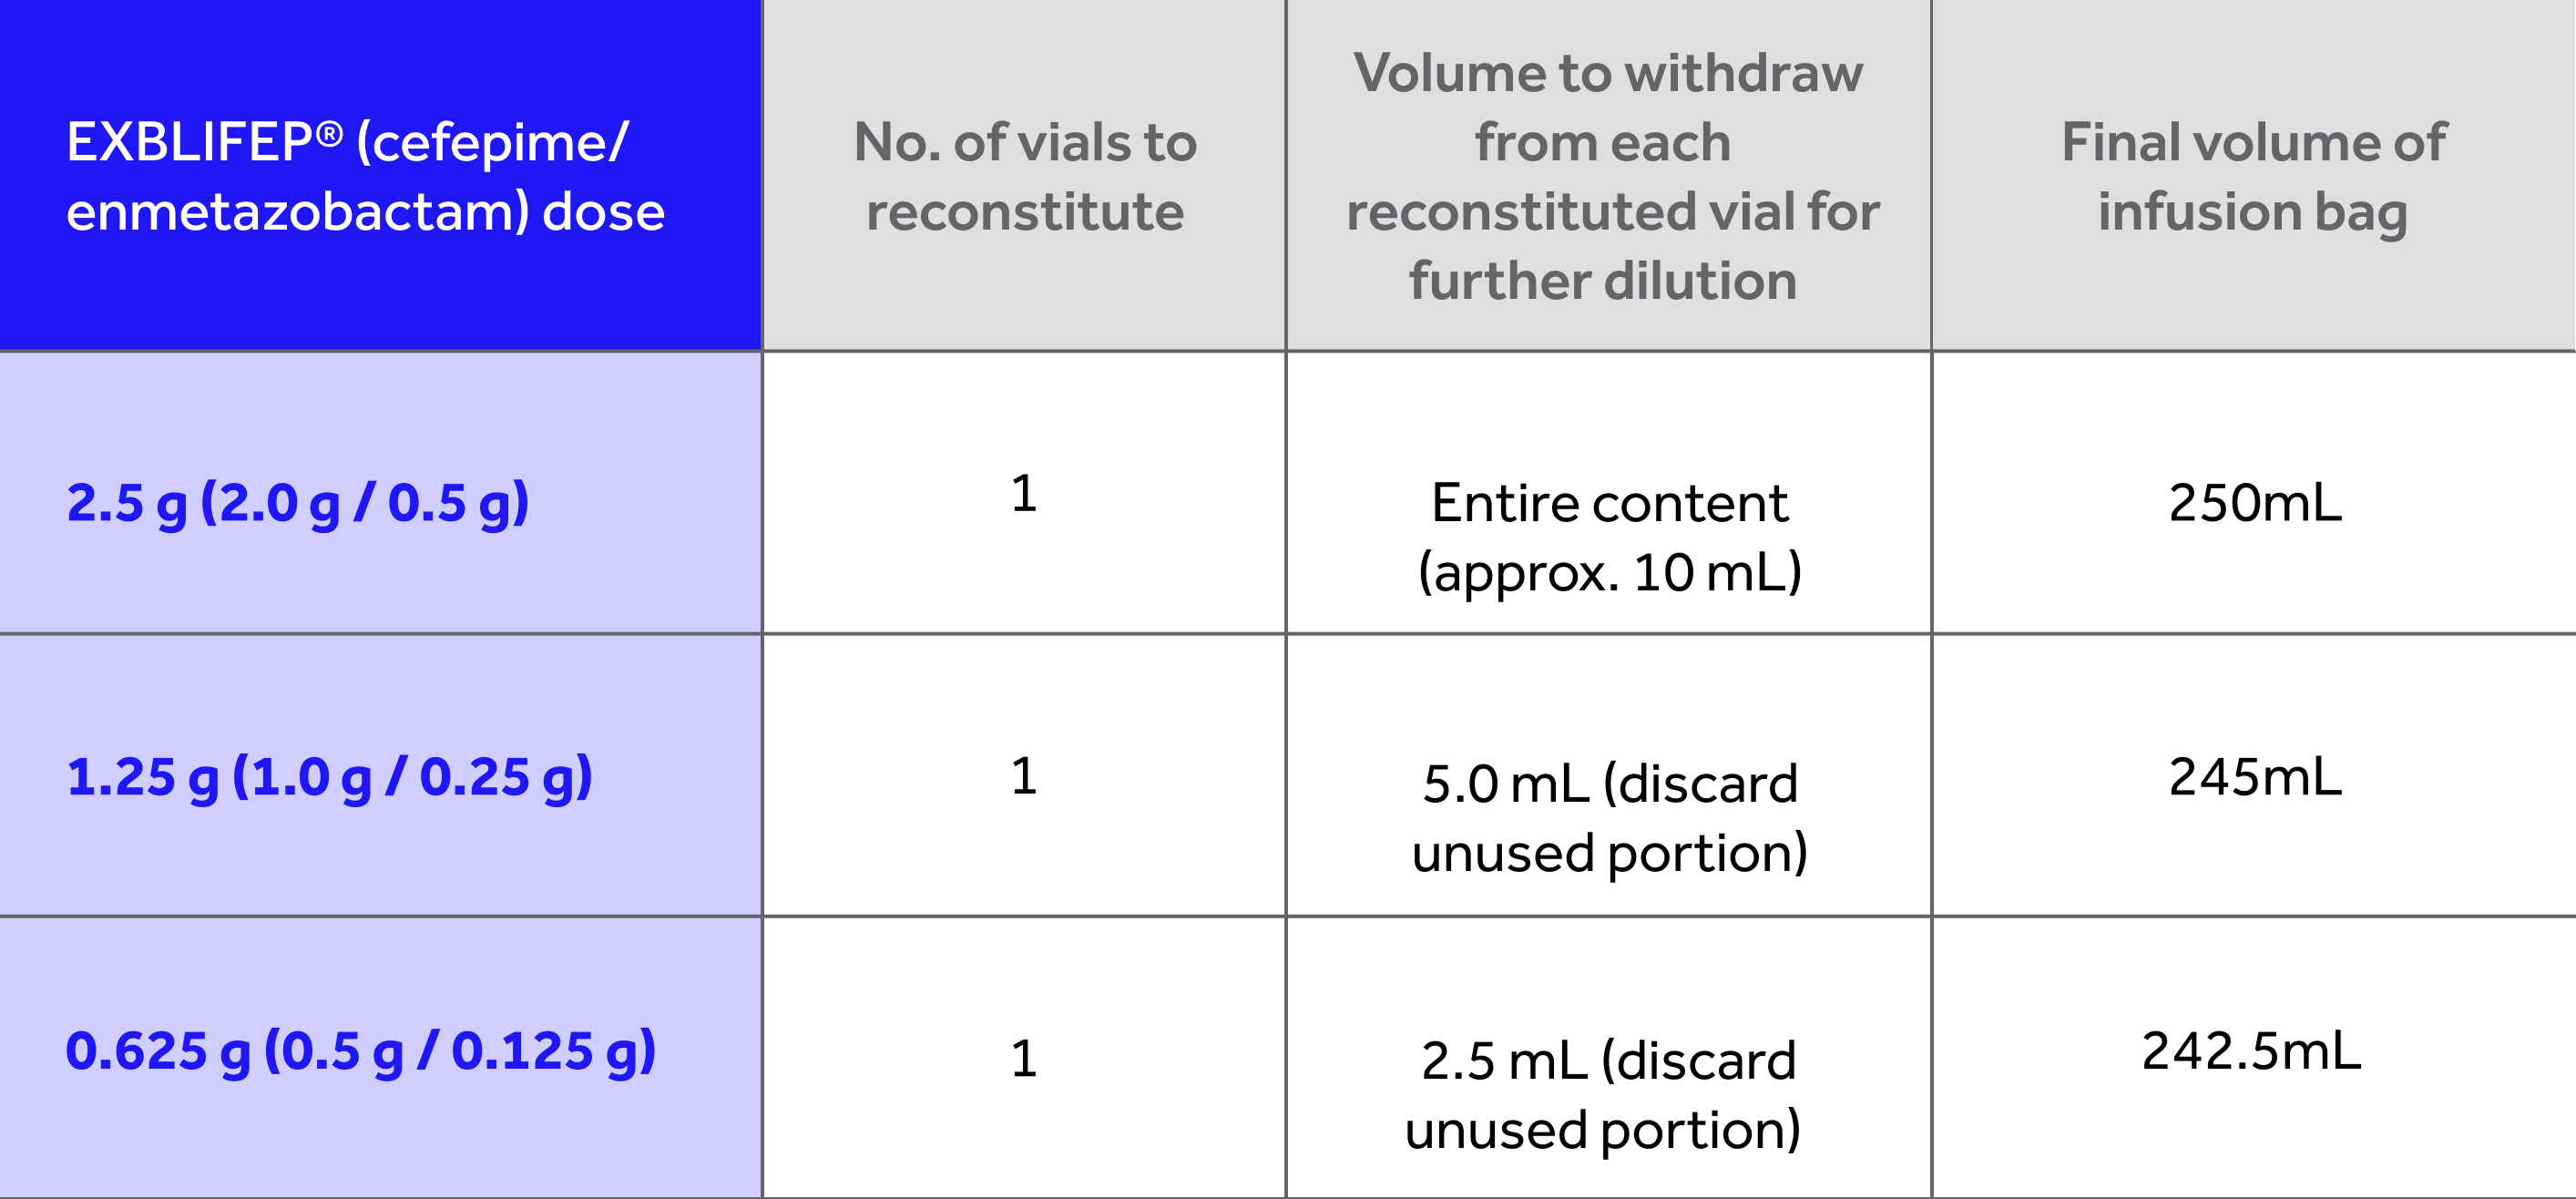 EXBLIFEP® (cefepime/
enmetazobactam) dose
No. of vials to
reconstitute
Volume to withdraw
from each
reconstituted vial for
further dilution
Final volume of
infusion bag
2.5 g (2.0 g / 0.5 g)
1
Entire content
(approx. 10 mL)
250mL
1.25 g (1.0 g / 0.25 g)
1
5.0 mL (discard
unused portion)
245mL
0.625 g (0.5 g / 0.125 g)
1
2.5 mL (discard
unused portion)
242.5mL